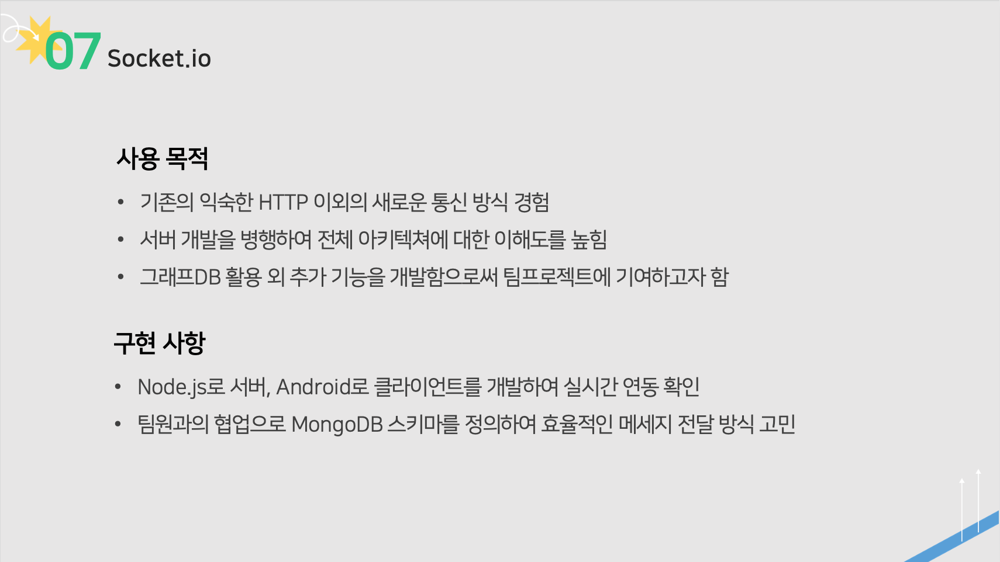 07 Socket.io
사용 목적
• 기존의 익숙한 HTTP 이외의 새로운 통신 방식 경험
• 서버 개발을 병행하여 전체 아키텍쳐에 대한 이해도를 높힘
• 그래프DB 활용 외 추가 기능을 개발함으로써 팀프로젝트에 기여하고자 함
구현 사항
• Node.js로 서버, Android로 클라이언트를 개발하여 실시간 연동 확인
• 팀원과의 협업으로 MongoDB 스키마를 정의하여 효율적인 메세지 전달 방식 고민